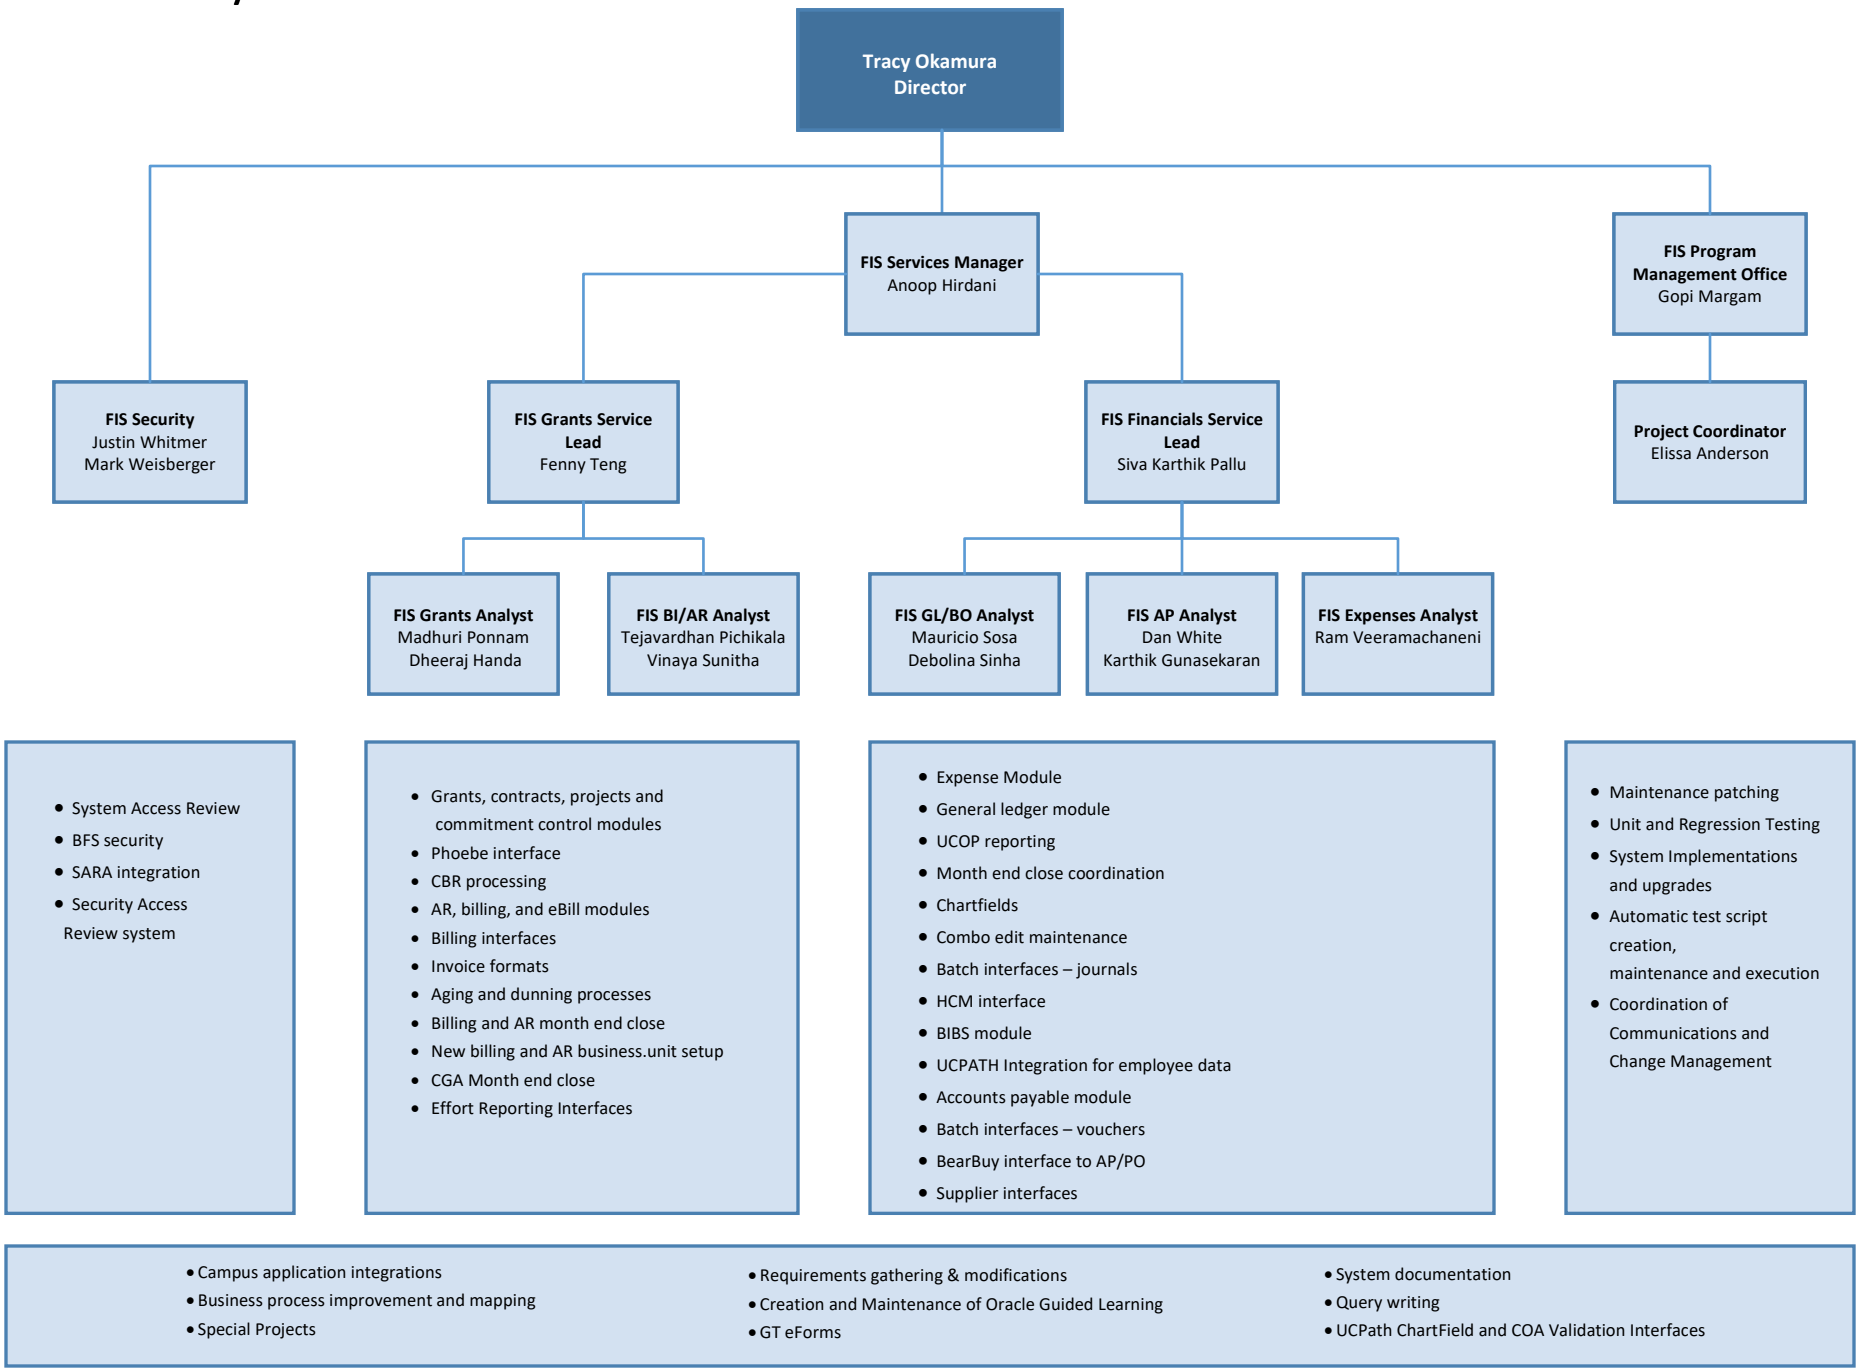 Tracy Okamura
Director
FIS Services Manager
Anoop Hirdani
FIS Program
Management Office
Gopi Margam
FIS Security
Justin Whitmer
Mark Weisberger
FIS Grants Service
Lead
Fenny Teng
FIS Financials Service
Lead
Siva Karthik Pallu
Project Coordinator
Elissa Anderson
FIS Grants Analyst
Madhuri Ponnam
Dheeraj Handa
FIS BI/AR Analyst
Tejavardhan Pichikala
Vinaya Sunitha
FIS GL/BO Analyst
Mauricio Sosa
Debolina Sinha
FIS AP Analyst
Dan White
Karthik Gunasekaran
FIS Expenses Analyst
Ram Veeramachaneni
• System Access Review
• BFS security
• SARA integration
• Security Access
Review system
• Grants, contracts, projects and
commitment control modules
• Phoebe interface
• CBR processing
• AR, billing, and eBill modules
• Billing interfaces
• Invoice formats
• Aging and dunning processes
• Billing and AR month end close
• New billing and AR business.unit setup
• CGA Month end close
• Effort Reporting Interfaces
• Expense Module
• General ledger module
• UCOP reporting
• Month end close coordination
• Chartfields
• Combo edit maintenance
• Batch interfaces – journals
• HCM interface
• BIBS module
• UCPATH Integration for employee data
• Accounts payable module
• Batch interfaces – vouchers
• BearBuy interface to AP/PO
• Supplier interfaces
• Maintenance patching
• Unit and Regression Testing
• System Implementations
and upgrades
• Automatic test script
creation,
maintenance and execution
• Coordination of
Communications and
Change Management
• Campus application integrations
• Business process improvement and mapping
• Special Projects
• Requirements gathering & modifications
• Creation and Maintenance of Oracle Guided Learning
• GT eForms
• System documentation
• Query writing
• UCPath ChartField and COA Validation Interfaces